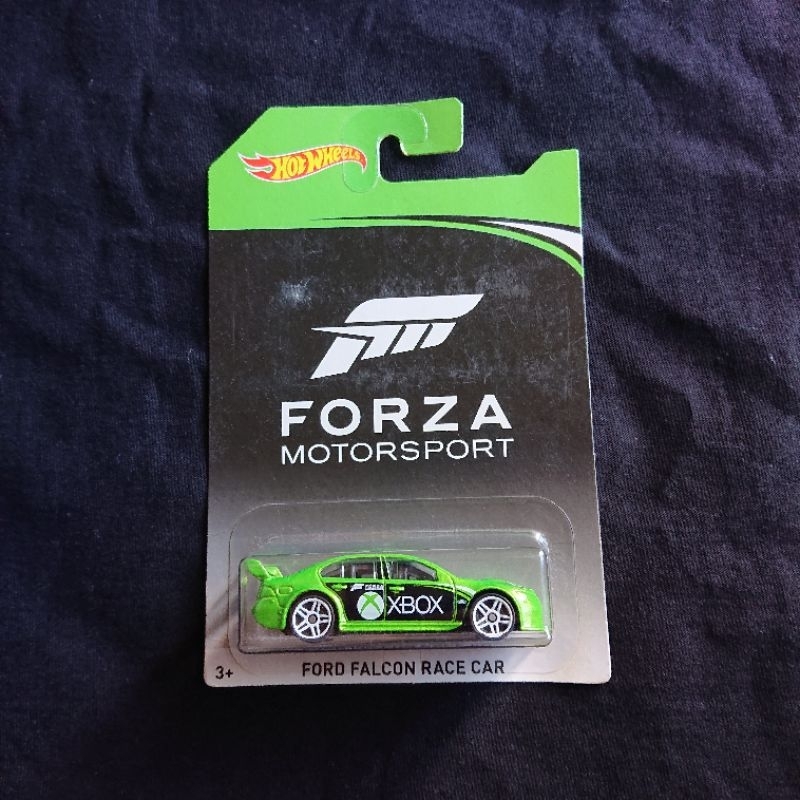 HOT WHEELS
FORZA
MOTORSPORT
FORZA
XBOX
3+
FORD FALCON RACE CAR